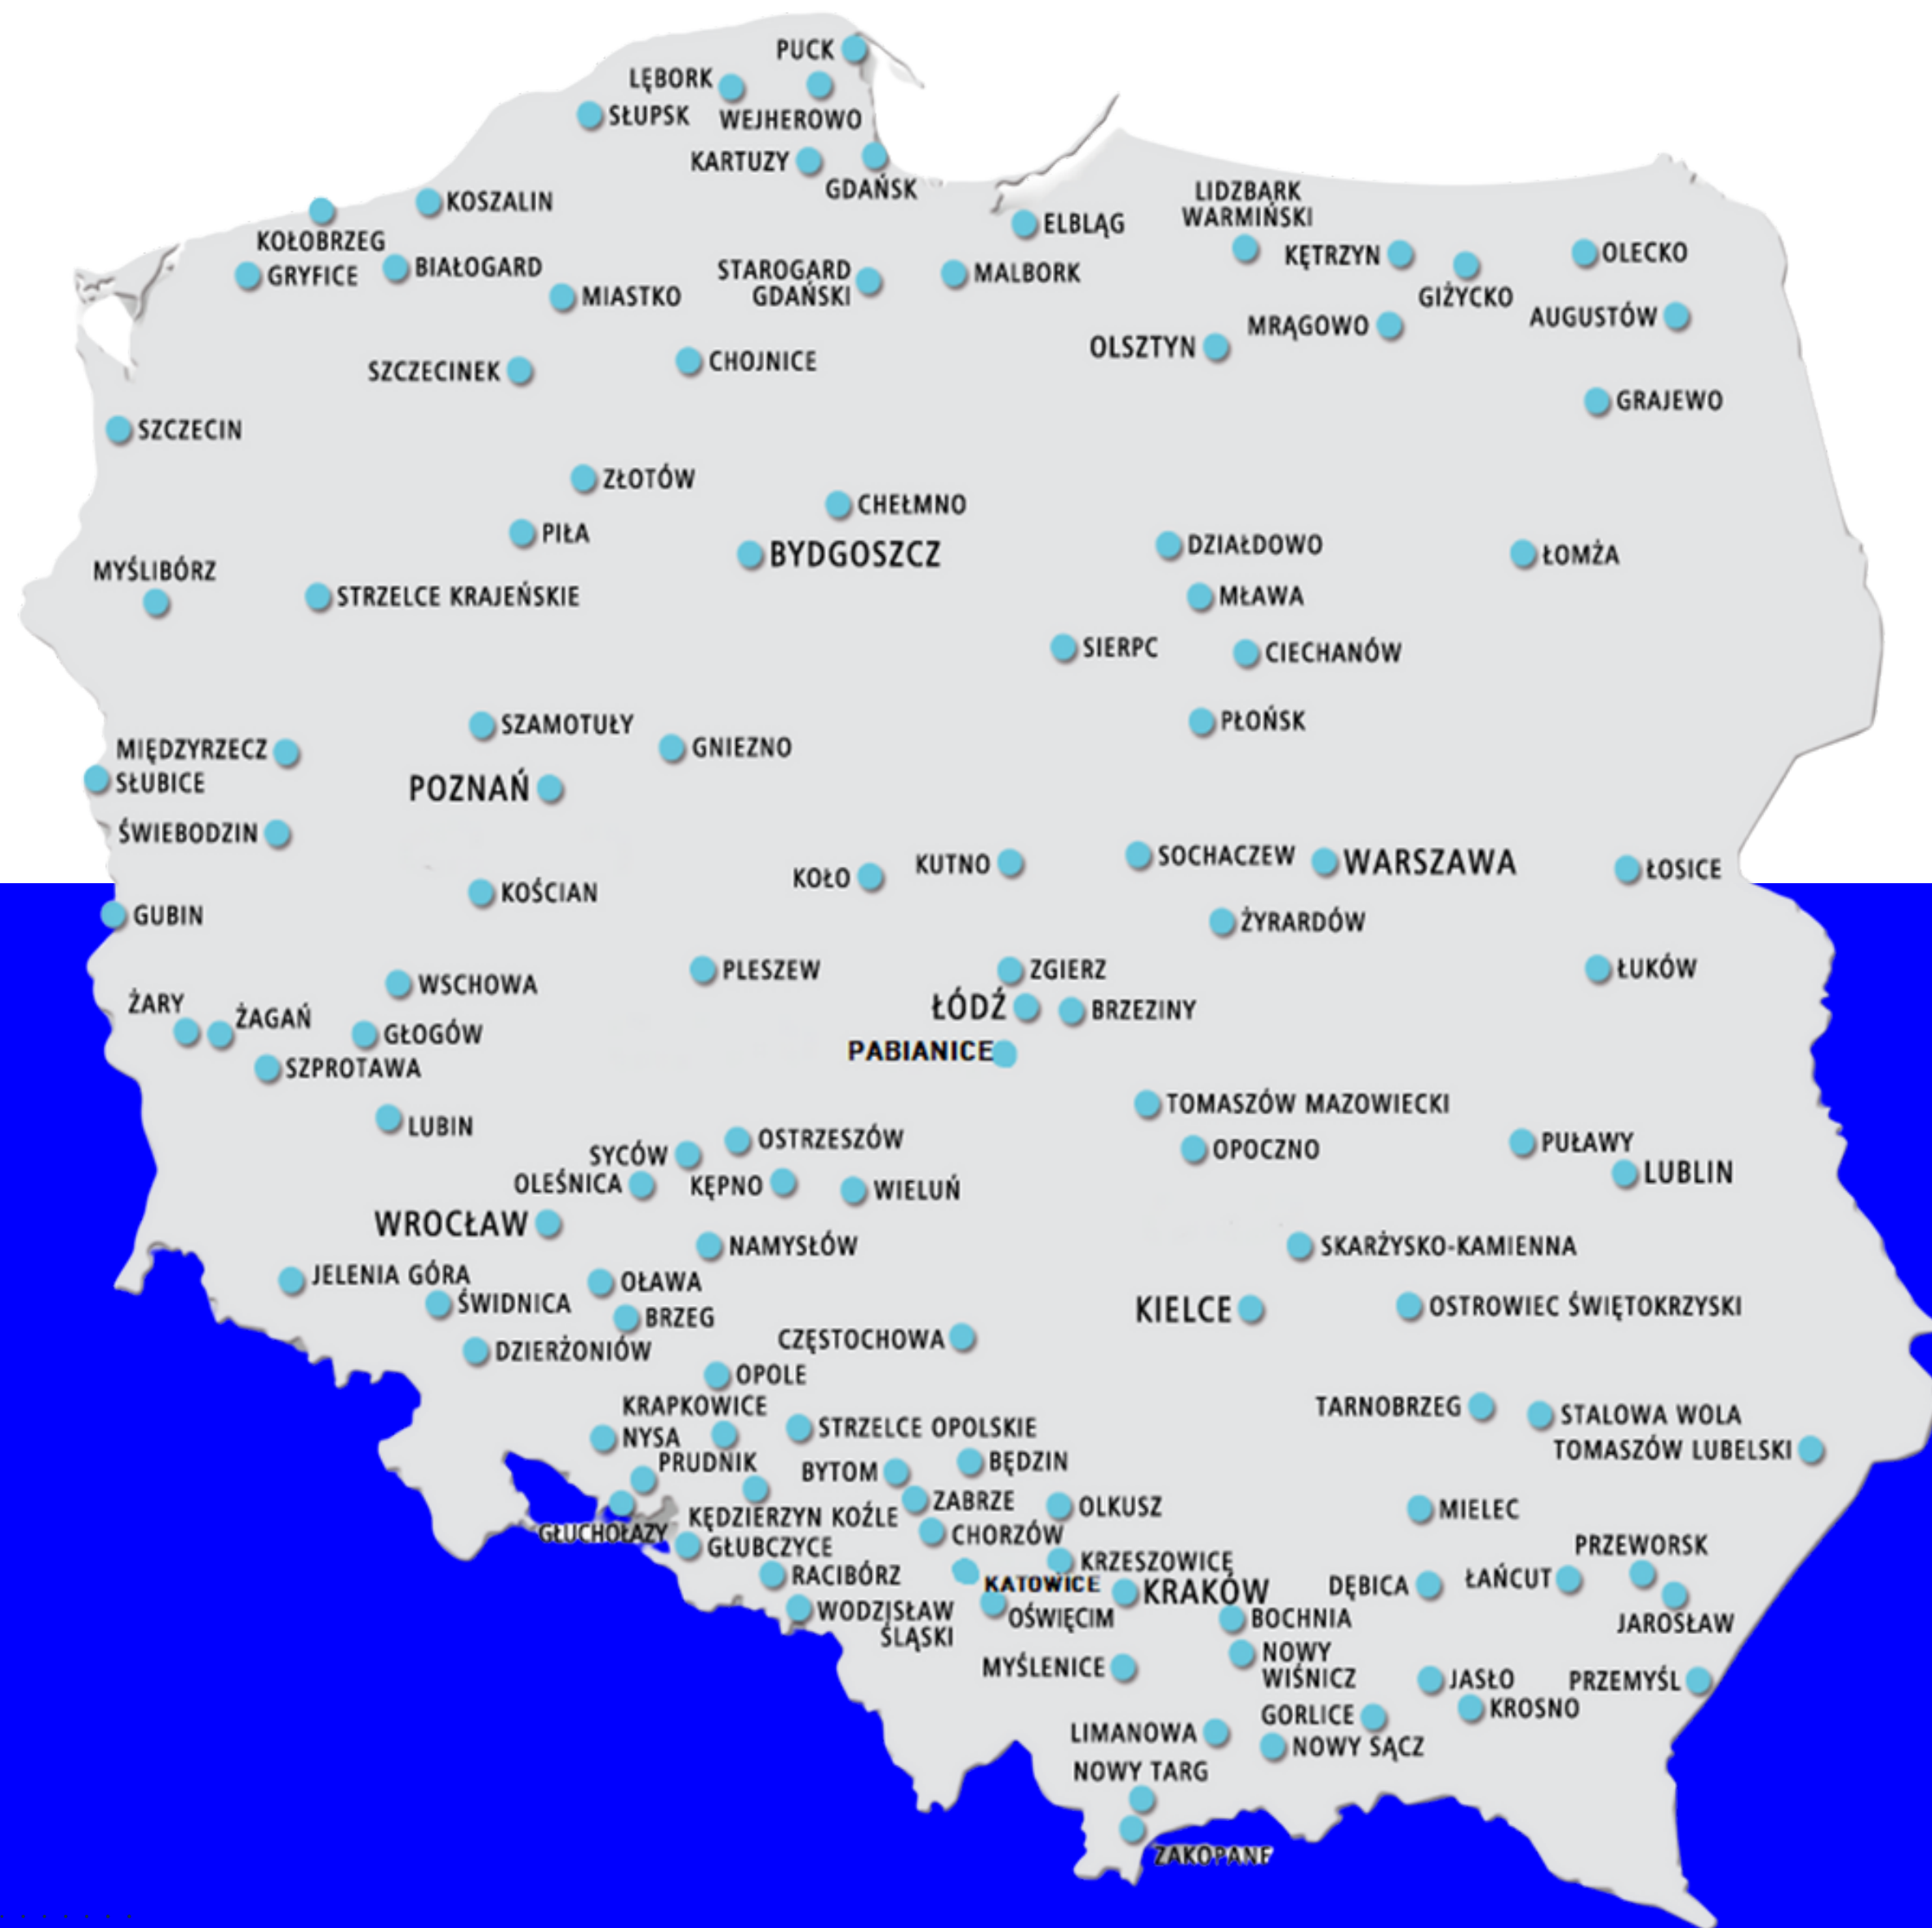 PUCK
LĘBORK
SŁUPSK
WEJHEROWO
KARTUZY
GDAŃSK
KOSZALIN
LIDZBARK
WARMIŃSKI
ELBLĄG
KOŁOBRZEG
KĘTRZYN
OLECKO
GRYFICE
BIAŁOGARD
STAROGARD
GDAŃSKI
MALBORK
MIASTKO
GIŻYCKO
AUGUSTÓW
MRĄGOWO
OLSZTYN
SZCZECINEK
CHOJNICE
GRAJEWO
SZCZECIN
ZŁOTÓW
CHEŁMNO
PIŁA
BYDGOSZCZ
DZIAŁDOWO
ŁOMŻA
MYŚLIBÓRZ
STRZELCE KRAJEŃSKIE
MŁAWA
SIERPC
CIECHANÓW
SZAMOTUŁY
PŁOŃSK
MIĘDZYRZECZ
GNIEZNO
SŁUBICE
POZNAŃ
ŚWIEBODZIN
KOŁO
KUTNO
SOCHACZEW
WARSZAWA
ŁOSICE
KOŚCIAN
GUBIN
ŻYRARDÓW
WSCHOWA
PLESZEW
ZGIERZ
ŁUKÓW
ŻARY
ŻAGAŃ
GŁOGÓW
ŁÓDŹ
BRZEZINY
PABIANICE
SZPROTAWA
TOMASZÓW MAZOWIECKI
LUBIN
OSTRZESZÓW
OPOCZNO
PUŁAWY
SYCÓW
LUBLIN
OLEŚNICA
KĘPNO
WIELUŃ
WROCŁAW
NAMYSŁÓW
SKARŻYSKO-KAMIENNA
JELENIA GÓRA
OŁAWA
ŚWIDNICA
BRZEG
KIELCE
OSTROWIEC ŚWIĘTOKRZYSKI
DZIERŻONIÓW
CZĘSTOCHOWA
OPOLE
KRAPKOWICE
TARNOBRZEG
STALOWA WOLA
NYSA
STRZELCE OPOLSKIE
TOMASZÓW LUBELSKI
PRUDNIK
BYTOM
BĘDZIN
ZABRZE
OLKUSZ
MIELEC
KĘDZIERZYN KOŹLE
GŁUCHOŁAZY
CHORZÓW
GŁUBCZYCE
PRZEWORSK
KRZESZOWICE
RACIBÓRZ
KATOWICE
KRAKÓW
DĘBICA
ŁAŃCUT
WODZISŁAW
ŚLĄSKI
OŚWIĘCIM
BOCHNIA
JAROSŁAW
NOWY
WIŚNICZ
MYŚLENICE
JASŁO
PRZEMYŚL
KROSNO
GORLICE
LIMANOWA
NOWY SĄCZ
NOWY TARG
ZAKOPANE